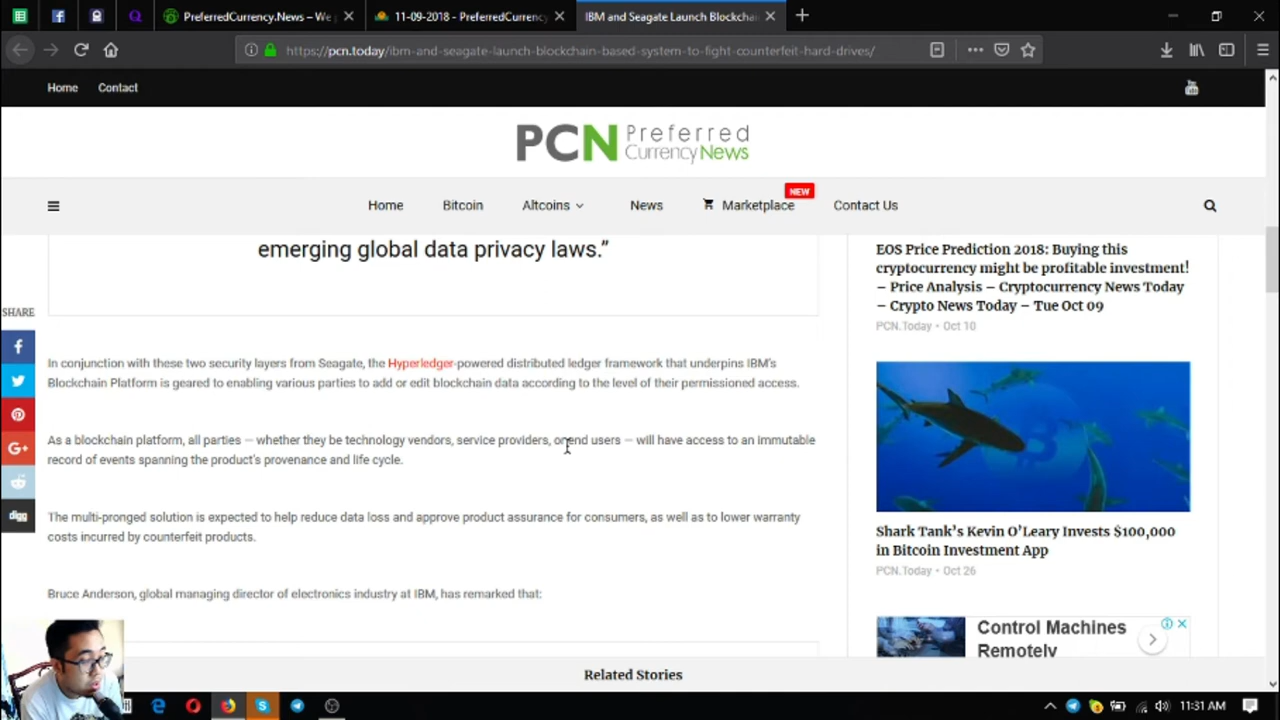 PreferredCurrency.News – We
11-09-2018 - PreferredCurrency
IBM and Seagate Launch Blockchai
https://pcn.today/ibm-and-seagate-launch-blockchain-based-system-to-fight-counterfeit-hard-drives/
Home
Contact
PCN Preferred
CurrencyNews
NEW
Home
Bitcoin
Altcoins
News
Marketplace
Contact Us
emerging global data privacy laws.”
SHARE
In conjunction with these two security layers from Seagate, the Hyperledger-powered distributed ledger framework that underpins IBM's
Blockchain Platform is geared to enabling various parties to add or edit blockchain data according to the level of their permissioned access.
As a blockchain platform, all parties — whether they be technology vendors, service providers, or end users — will have access to an immutable
record of events spanning the product's provenance and life cycle.
The multi-pronged solution is expected to help reduce data loss and approve product assurance for consumers, as well as to lower warranty
costs incurred by counterfeit products.
Bruce Anderson, global managing director of electronics industry at IBM, has remarked that:
EOS Price Prediction 2018: Buying this
cryptocurrency might be profitable investment!
– Price Analysis – Cryptocurrency News Today
– Crypto News Today – Tue Oct 09
PCN.Today • Oct 10
Shark Tank's Kevin O'Leary Invests $100,000
in Bitcoin Investment App
PCN.Today • Oct 26
Control Machines
Remotely
Related Stories
digg
11:31 AM